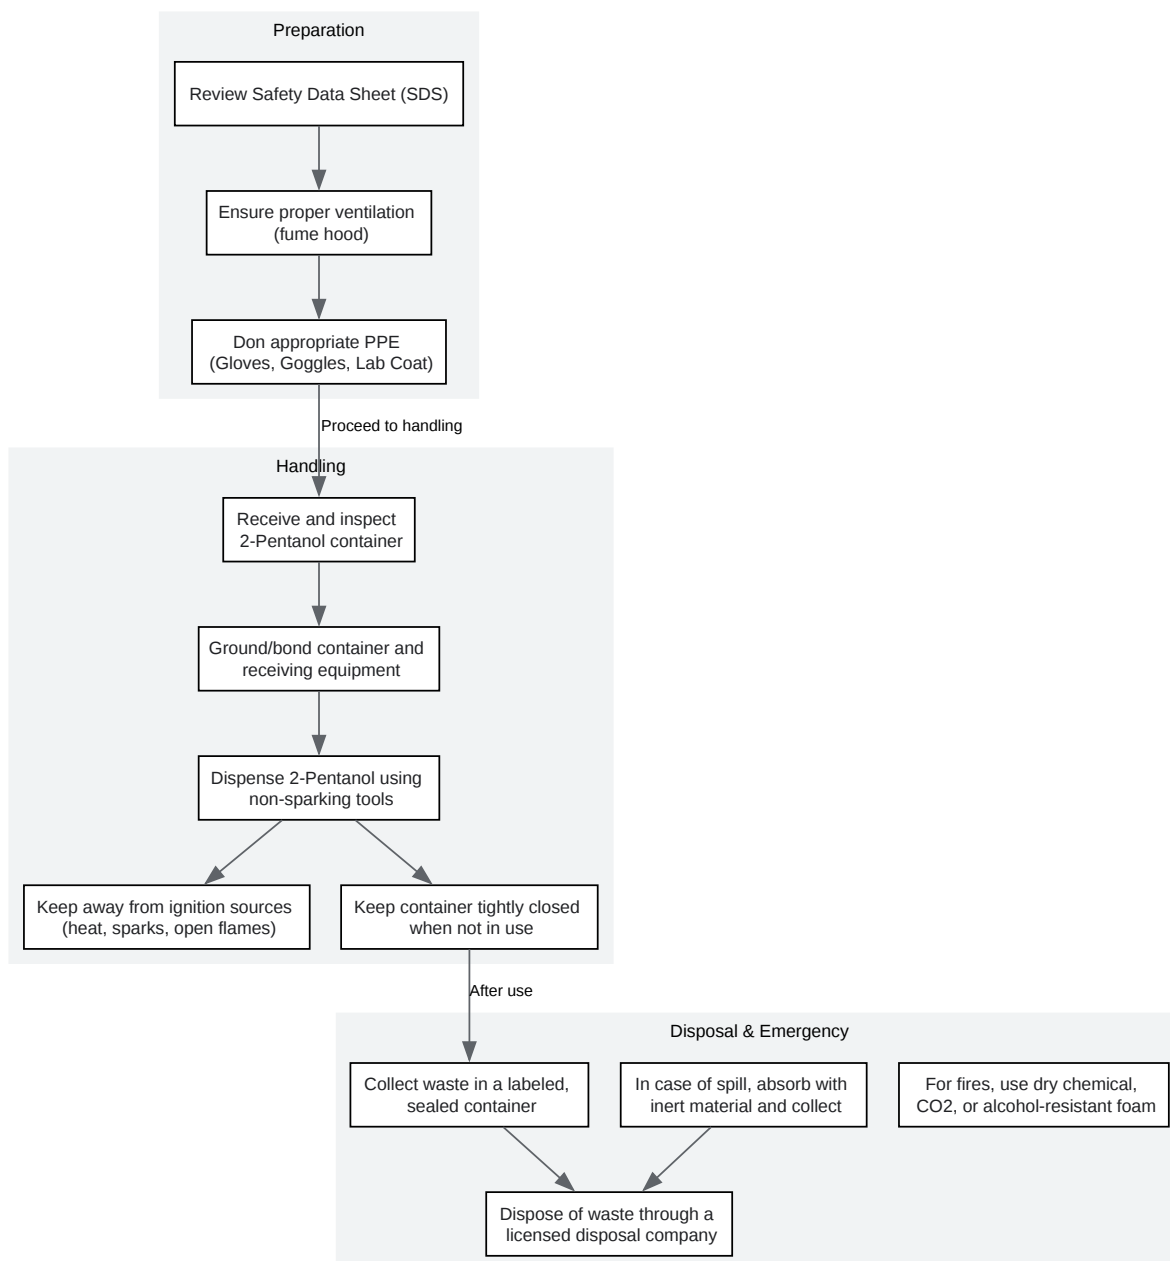 Preparation
Review Safety Data Sheet (SDS)
Ensure proper ventilation
(fume hood)
Don appropriate PPE
(Gloves, Goggles, Lab Coat)
Proceed to handling
Handling
Receive and inspect
2-Pentanol container
Ground/bond container and
receiving equipment
Dispense 2-Pentanol using
non-sparking tools
Keep away from ignition sources
(heat, sparks, open flames)
Keep container tightly closed
when not in use
After use
Disposal & Emergency
Collect waste in a labeled,
sealed container
In case of spill, absorb with
inert material and collect
For fires, use dry chemical,
CO2, or alcohol-resistant foam
Dispose of waste through a
licensed disposal company